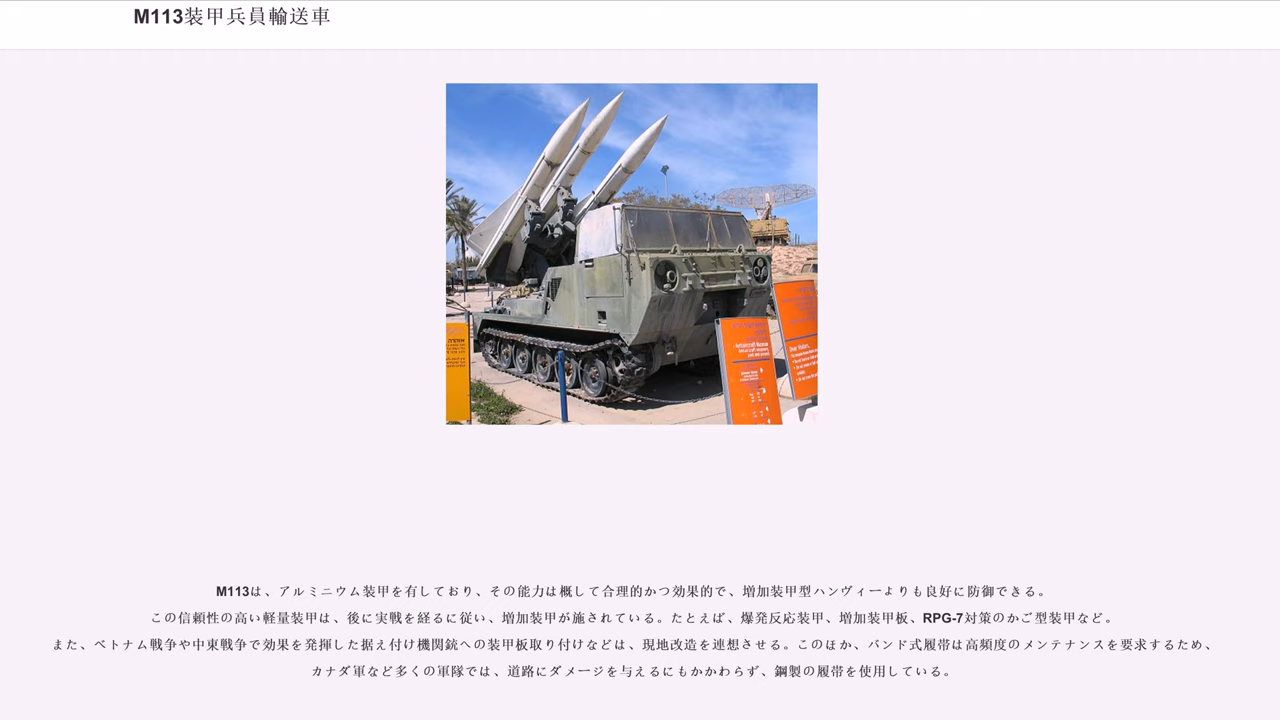 M113装甲兵員輸送車
אזהרה
Antiaircraft Museum
Dear Visitors,
M113は、アルミニウム装甲を有しており、その能力は概して合理的かつ効果的で、増加装甲型ハンヴィーよりも良好に防御できる。
この信頼性の高い軽量装甲は、後に実戦を経るに従い、増加装甲が施されている。たとえば、爆発反応装甲、増加装甲板、RPG-7対策のかご型装甲など。
また、ベトナム戦争や中東戦争で効果を発揮した据え付け機関銃への装甲板取り付けなどは、現地改造を連想させる。このほか、バンド式履帯は高頻度のメンテナンスを要求するため、
カナダ軍など多くの軍隊では、道路にダメージを与えるにもかかわらず、鋼製の履帯を使用している。